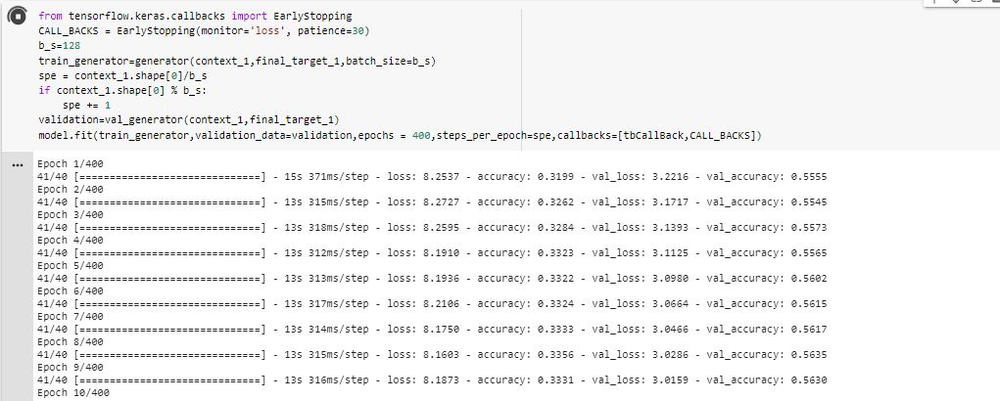 from tensorflow.keras.callbacks import EarlyStopping
CALL_BACKS = EarlyStopping(monitor='loss', patience=30)
b_s=128
train_generator=generator(context_1,final_target_1,batch_size=b_s)
spe = context_1.shape[0]/b_s
if context_1.shape[0] % b_s:
    spe += 1
validation=val_generator(context_1,final_target_1)
model.fit(train_generator,validation_data=validation,epochs = 400,steps_per_epoch=spe,callbacks=[tbCallBack,CALL_BACKS])
Epoch 1/400
41/40 [==============================] - 15s 371ms/step - loss: 8.2537 - accuracy: 0.3199 - val_loss: 3.2216 - val_accuracy: 0.5555
Epoch 2/400
41/40 [==============================] - 13s 315ms/step - loss: 8.2727 - accuracy: 0.3262 - val_loss: 3.1717 - val_accuracy: 0.5545
Epoch 3/400
41/40 [==============================] - 13s 318ms/step - loss: 8.2595 - accuracy: 0.3284 - val_loss: 3.1393 - val_accuracy: 0.5573
Epoch 4/400
41/40 [==============================] - 13s 312ms/step - loss: 8.1910 - accuracy: 0.3323 - val_loss: 3.1125 - val_accuracy: 0.5565
Epoch 5/400
41/40 [==============================] - 13s 313ms/step - loss: 8.1936 - accuracy: 0.3322 - val_loss: 3.0980 - val_accuracy: 0.5602
Epoch 6/400
41/40 [==============================] - 13s 317ms/step - loss: 8.2106 - accuracy: 0.3324 - val_loss: 3.0664 - val_accuracy: 0.5615
Epoch 7/400
41/40 [==============================] - 13s 314ms/step - loss: 8.1750 - accuracy: 0.3333 - val_loss: 3.0466 - val_accuracy: 0.5617
Epoch 8/400
41/40 [==============================] - 13s 315ms/step - loss: 8.1603 - accuracy: 0.3356 - val_loss: 3.0286 - val_accuracy: 0.5635
Epoch 9/400
41/40 [==============================] - 13s 316ms/step - loss: 8.1873 - accuracy: 0.3331 - val_loss: 3.0159 - val_accuracy: 0.5630
Epoch 10/400